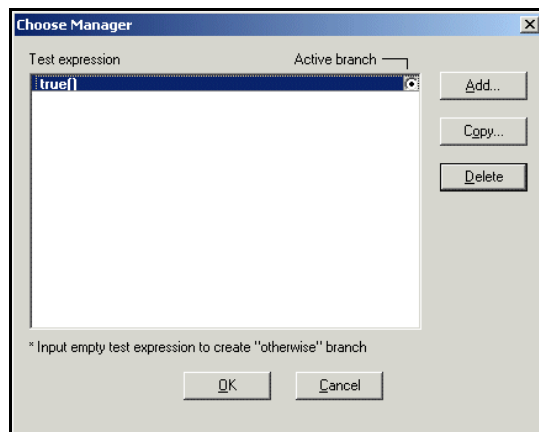 Choose Manager
Test expression Active branch
true()
Add...
Copy...
Delete
* Input empty test expression to create "otherwise" branch
OK Cancel